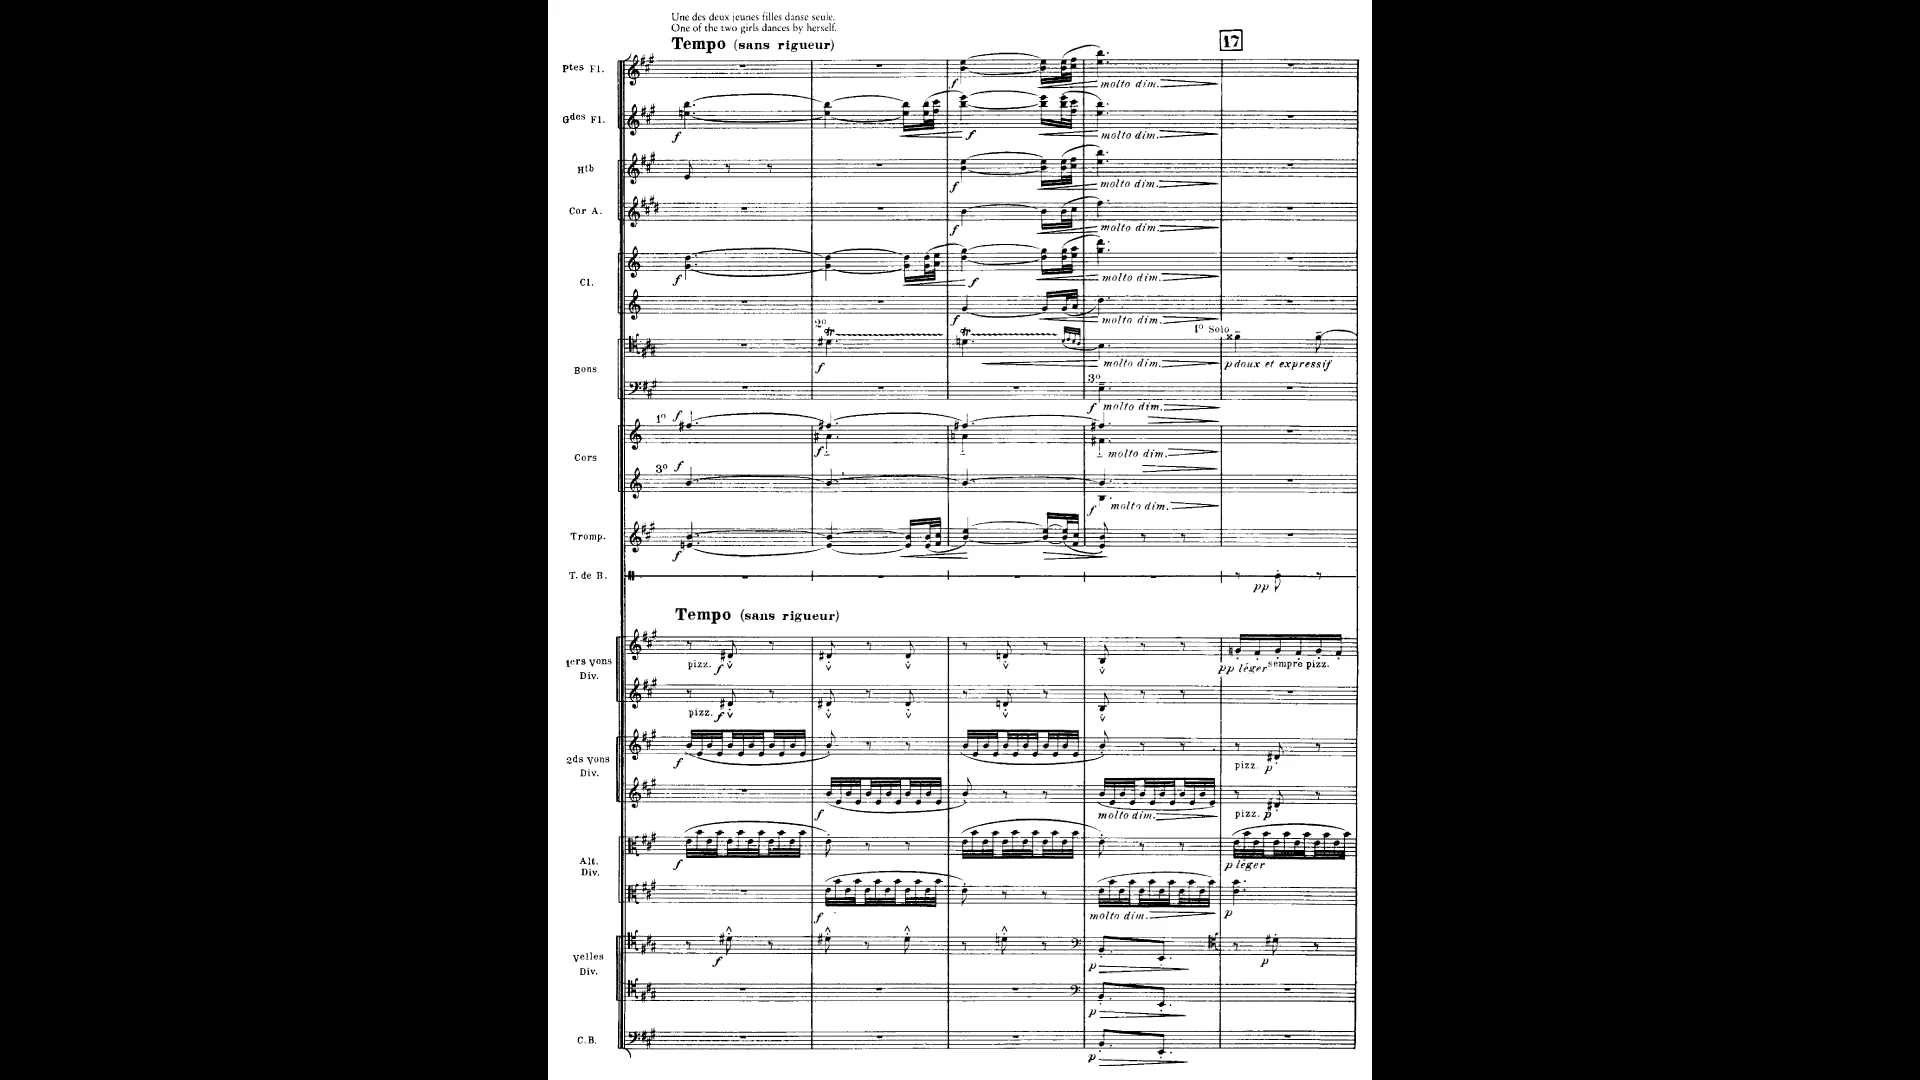 Une des deux jeunes filles danse seule.
One of the two girls dances by herself.
Tempo (sans rigueur)
17
Ptes Fl.
f
molto dim.
Gdes Fl.
f
f
molto dim.
Htb
f
molto dim.
Cor A.
f
molto dim.
Cl.
f
f
molto dim.
f
molto dim.
Bons
2º
f
molto dim.
1º Solo
p doux et expressif
3º
f molto dim.
Cors
1º f
f
molto dim.
3º f
f molto dim.
Tromp.
f
T. de B.
pp
Tempo (sans rigueur)
1ers Vons
Div.
pizz. f
pp léger sempre pizz.
pizz. f
2ds Vons
Div.
f
pizz. p
f
molto dim.
pizz. p
Alt.
Div.
f
p léger
f
molto dim.
p
Velles
Div.
f
p
p
p
C.B.
p